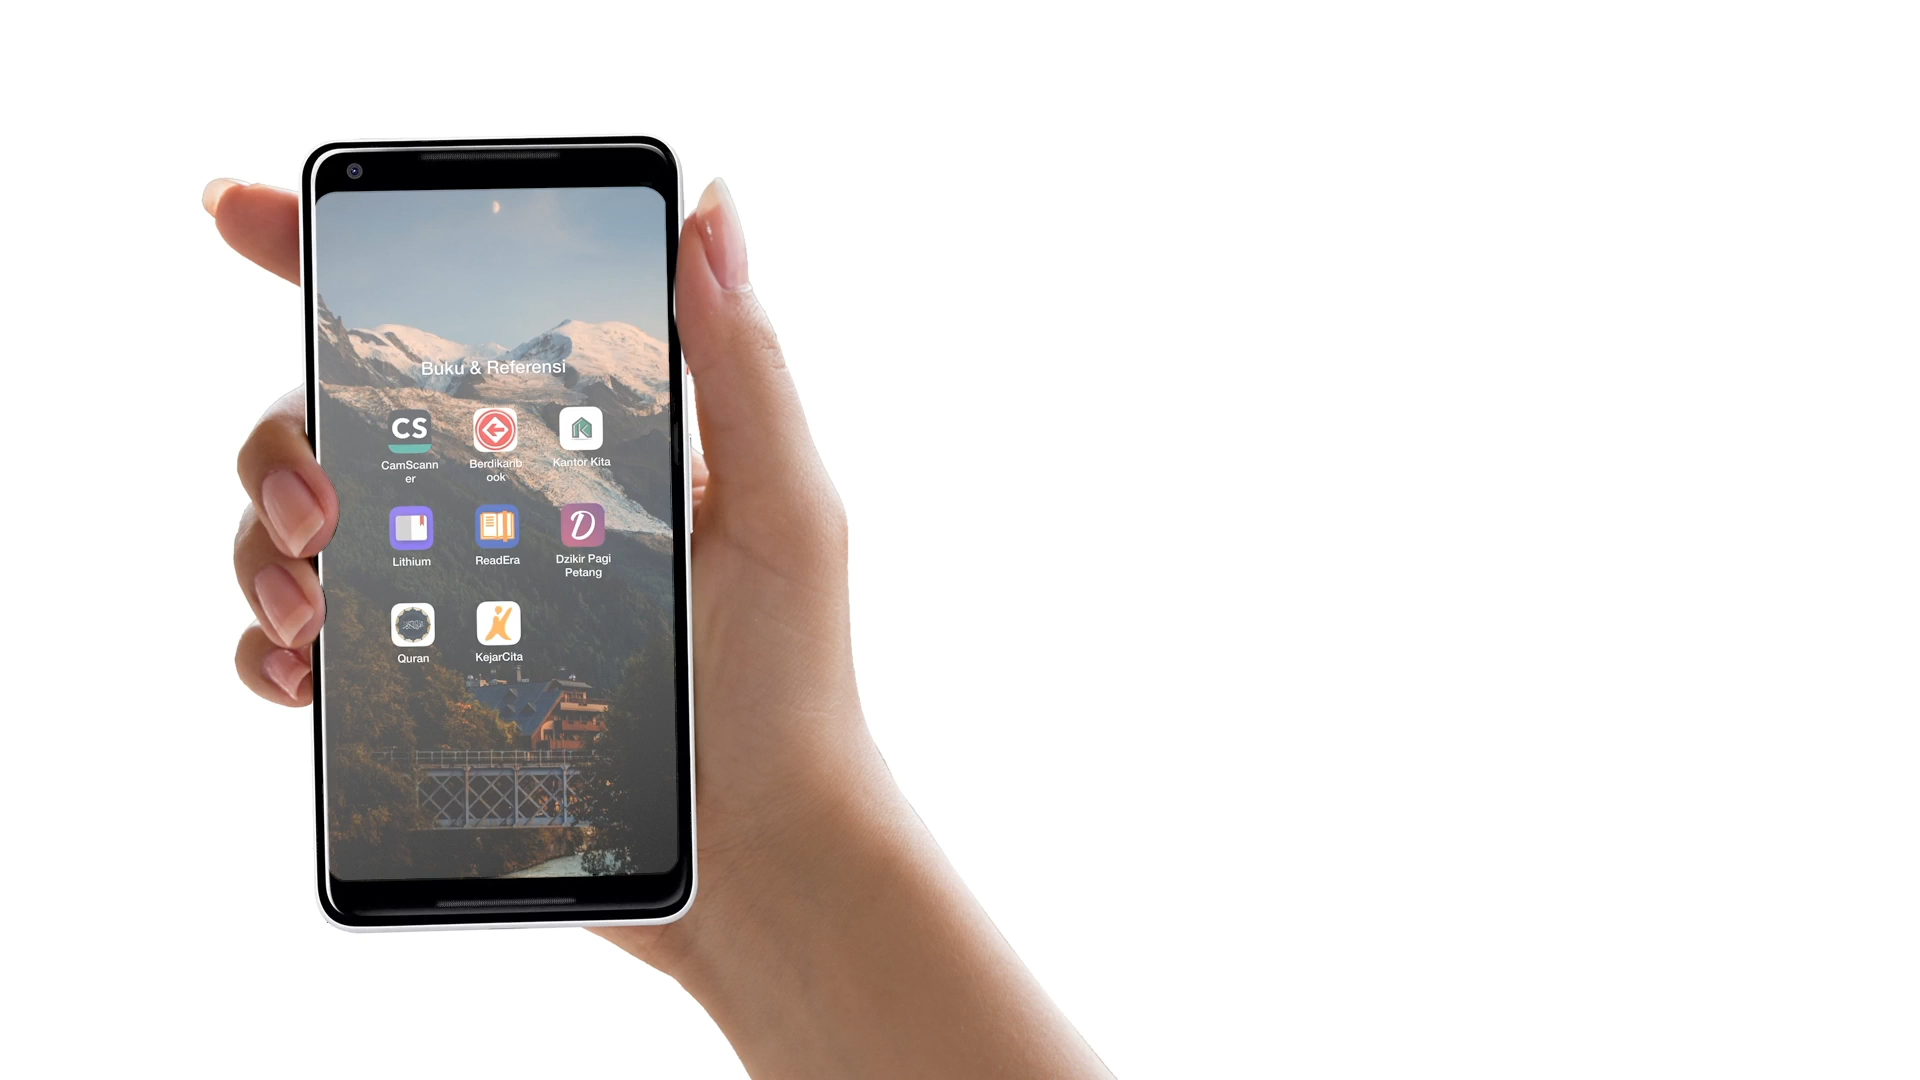 Buku & Referensi
CS
CamScann
er
Berdikarib
ook
Kantor Kita
Lithium
ReadEra
D
Dzikir Pagi
Petang
Quran
KejarCita